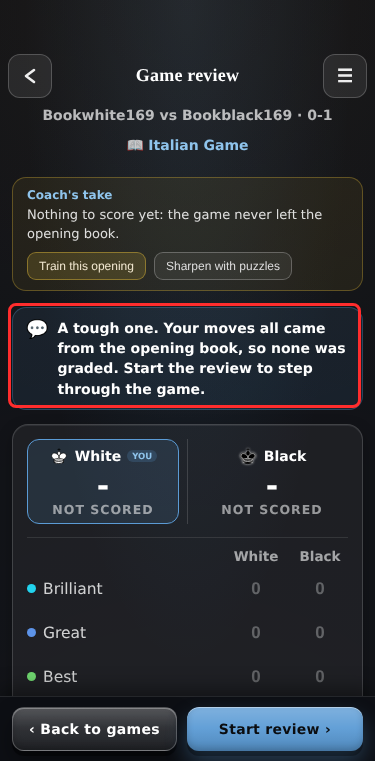 Game review
Bookwhite169 vs Bookblack169 · 0-1
📖 Italian Game
Coach's take
Nothing to score yet: the game never left the
opening book.
Train this opening
Sharpen with puzzles
A tough one. Your moves all came
from the opening book, so none was
graded. Start the review to step
through the game.
White YOU
Black
-
-
NOT SCORED
NOT SCORED
White Black
Brilliant 0 0
Great 0 0
Best 0 0
‹ Back to games
Start review ›